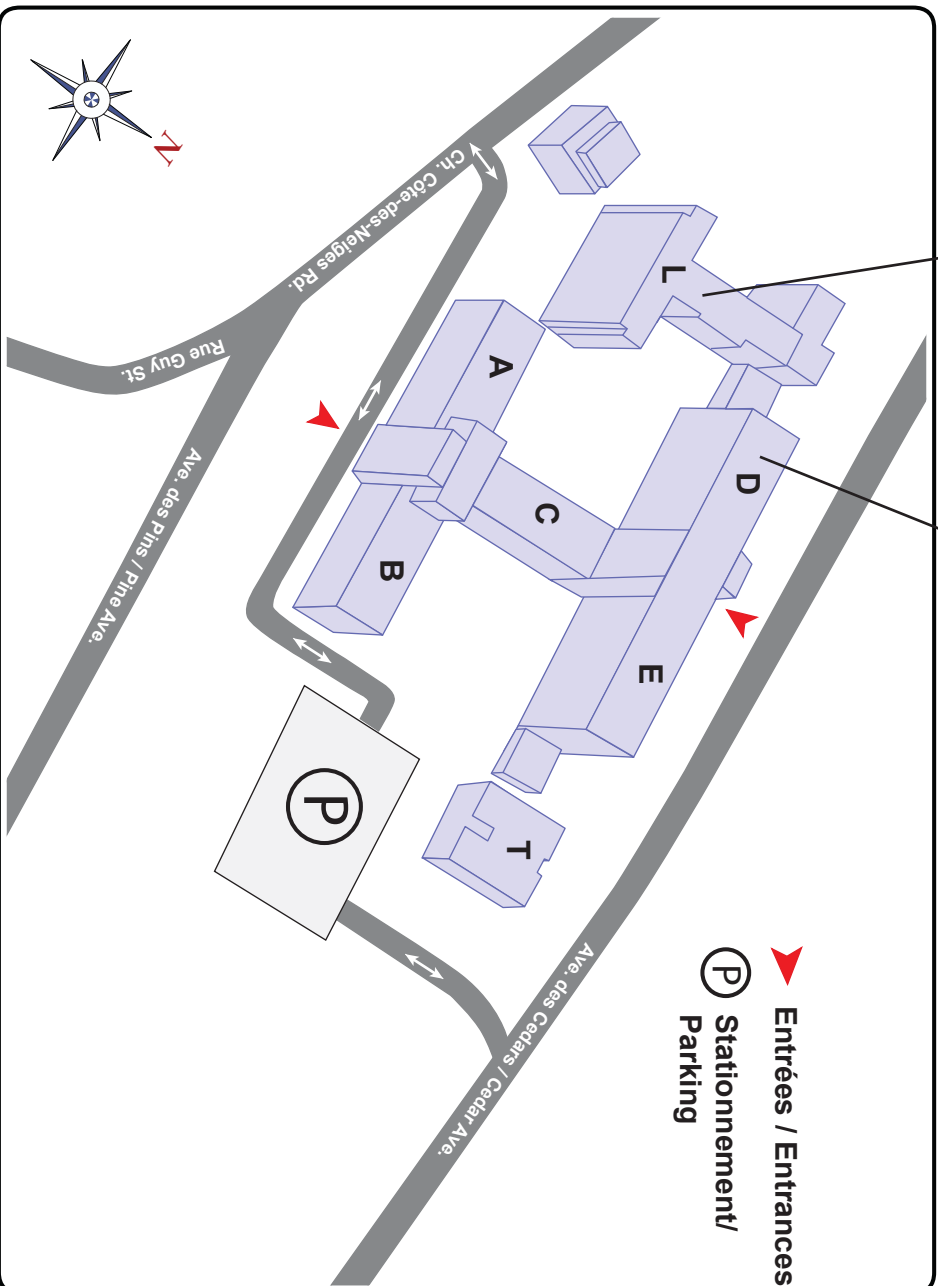 N
Ch. Côte-des-Neiges Rd.
Rue Guy St.
Ave. des Pins / Pine Ave.
L
A
D
C
B
E
T
P
Ave. des Cedars / Cedar Ave.
Entrées / Entrances
P
Stationnement/
Parking